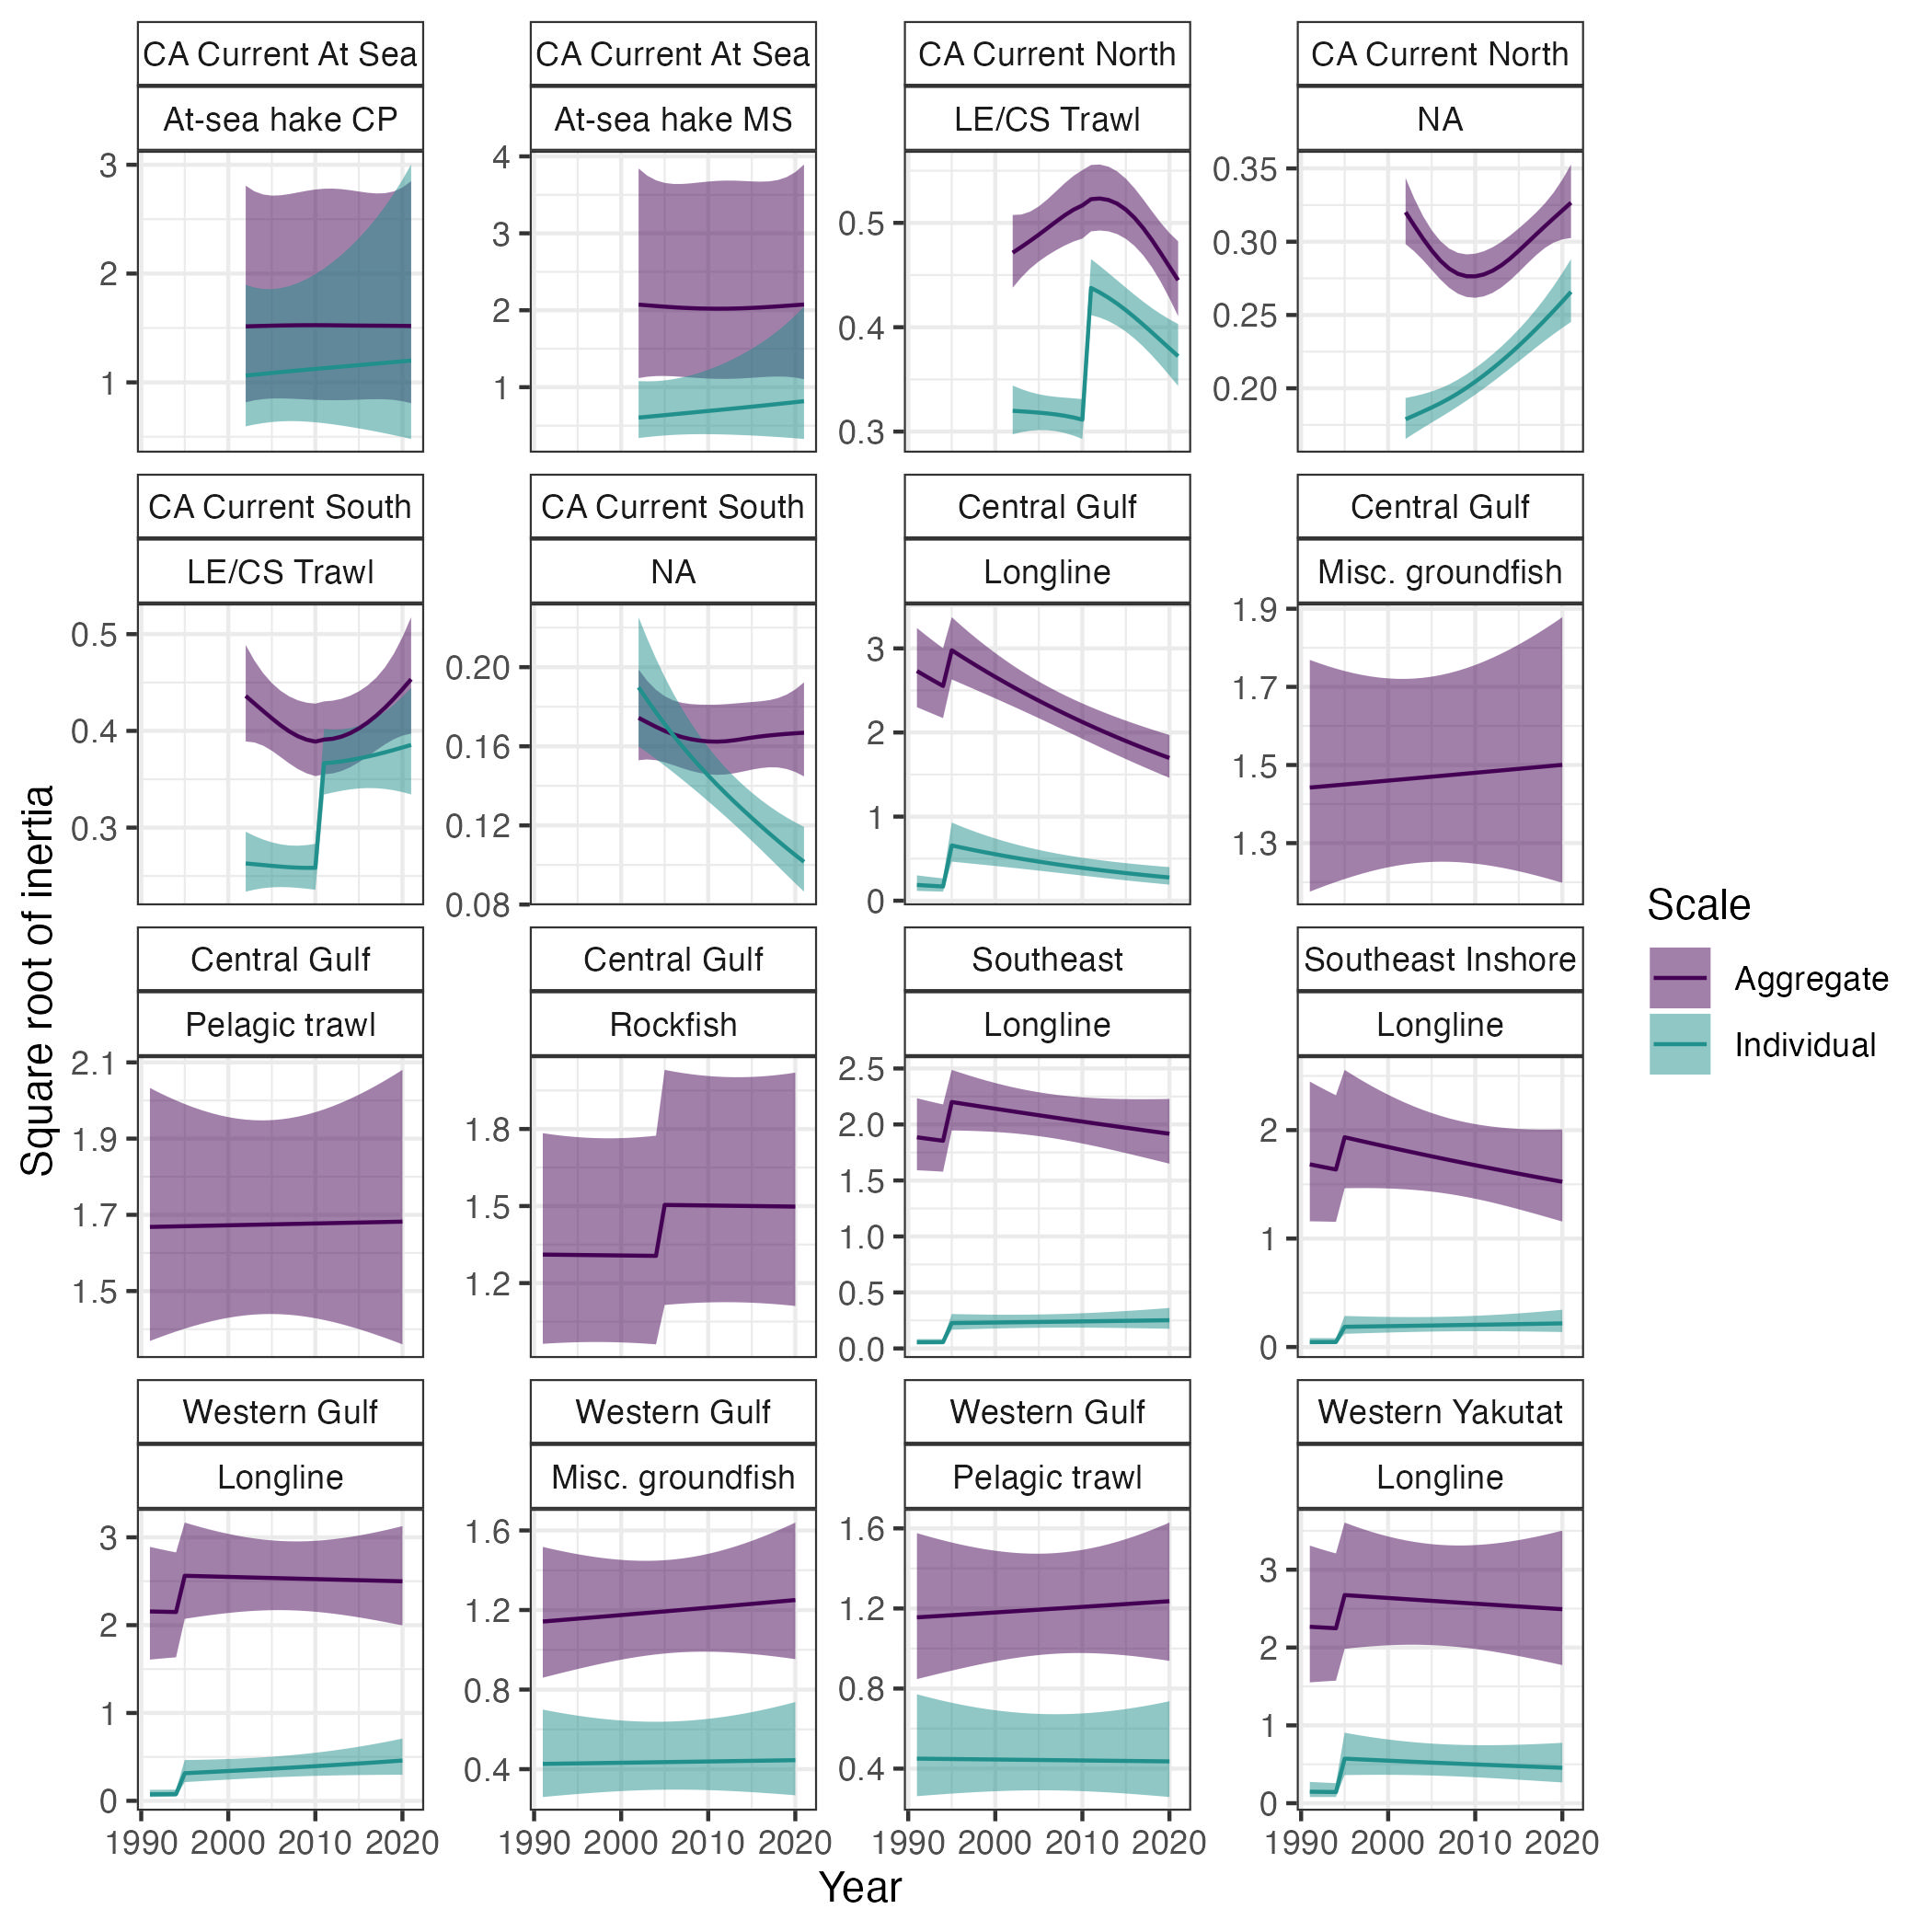 CA Current At Sea
At-sea hake CP
3
2
1
CA Current At Sea
At-sea hake MS
4
3
2
1
CA Current North
LE/CS Trawl
0.5
0.4
0.3
CA Current North
NA
0.35
0.30
0.25
0.20
CA Current South
LE/CS Trawl
0.5
0.4
0.3
CA Current South
NA
0.20
0.16
0.12
0.08
Central Gulf
Longline
3
2
1
0
Central Gulf
Misc. groundfish
1.9
1.7
1.5
1.3
Central Gulf
Pelagic trawl
2.1
1.9
1.7
1.5
Central Gulf
Rockfish
1.8
1.5
1.2
Southeast
Longline
2.5
2.0
1.5
1.0
0.5
0.0
Southeast Inshore
Longline
2
1
0
Western Gulf
Longline
3
2
1
0
1990 2000 2010 2020
Western Gulf
Misc. groundfish
1.6
1.2
0.8
0.4
1990 2000 2010 2020
Western Gulf
Pelagic trawl
1.6
1.2
0.8
0.4
1990 2000 2010 2020
Western Yakutat
Longline
3
2
1
0
1990 2000 2010 2020
Year
Square root of inertia
Scale
Aggregate
Individual